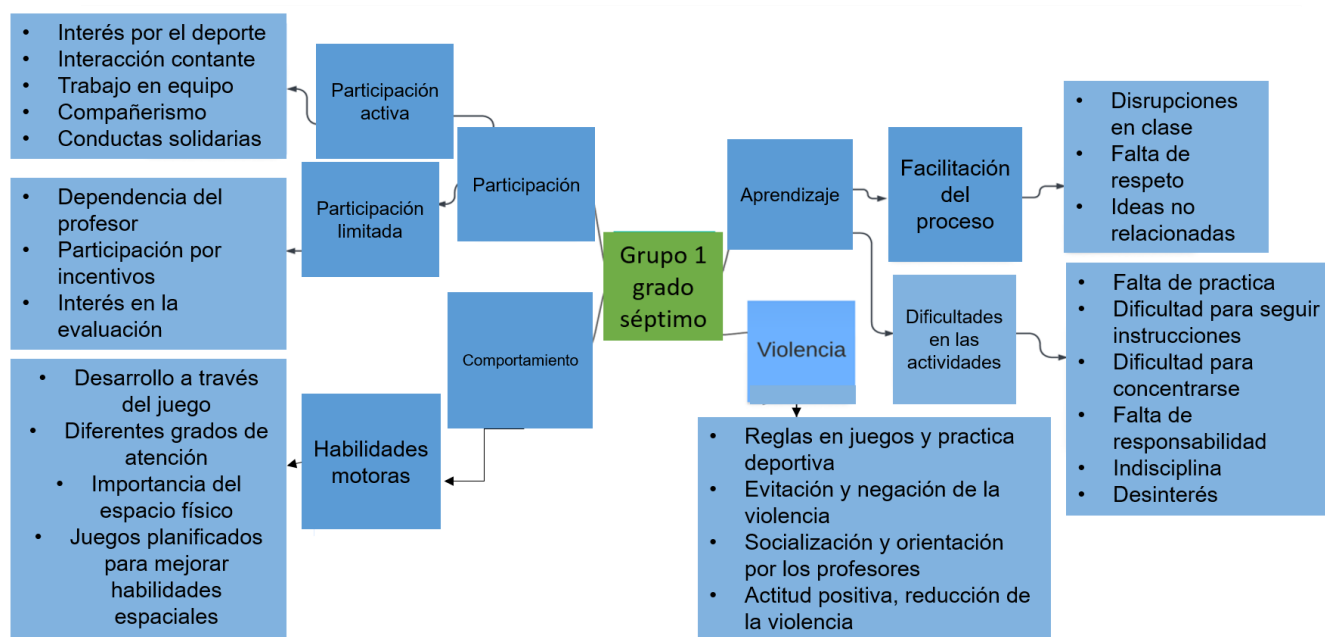 • Interés por el deporte
• Interacción contante
• Trabajo en equipo
• Compañerismo
• Conductas solidarias
Participación
activa
Participación
• Dependencia del
profesor
• Participación por
incentivos
• Interés en la
evaluación
Participación
limitada
• Desarrollo a través
del juego
• Diferentes grados de
atención
• Importancia del
espacio físico
• Juegos planificados
para mejorar
habilidades
espaciales
Habilidades
motoras
Comportamiento
Grupo 1
grado
séptimo
Aprendizaje
Facilitación
del
proceso
• Disrupciones
en clase
• Falta de
respeto
• Ideas no
relacionadas
Violencia
Dificultades
en las
actividades
• Falta de practica
• Dificultad para seguir
instrucciones
• Dificultad para
concentrarse
• Falta de
responsabilidad
• Indisciplina
• Desinterés
• Reglas en juegos y practica
deportiva
• Evitación y negación de la
violencia
• Socialización y orientación
por los profesores
• Actitud positiva, reducción de
la violencia